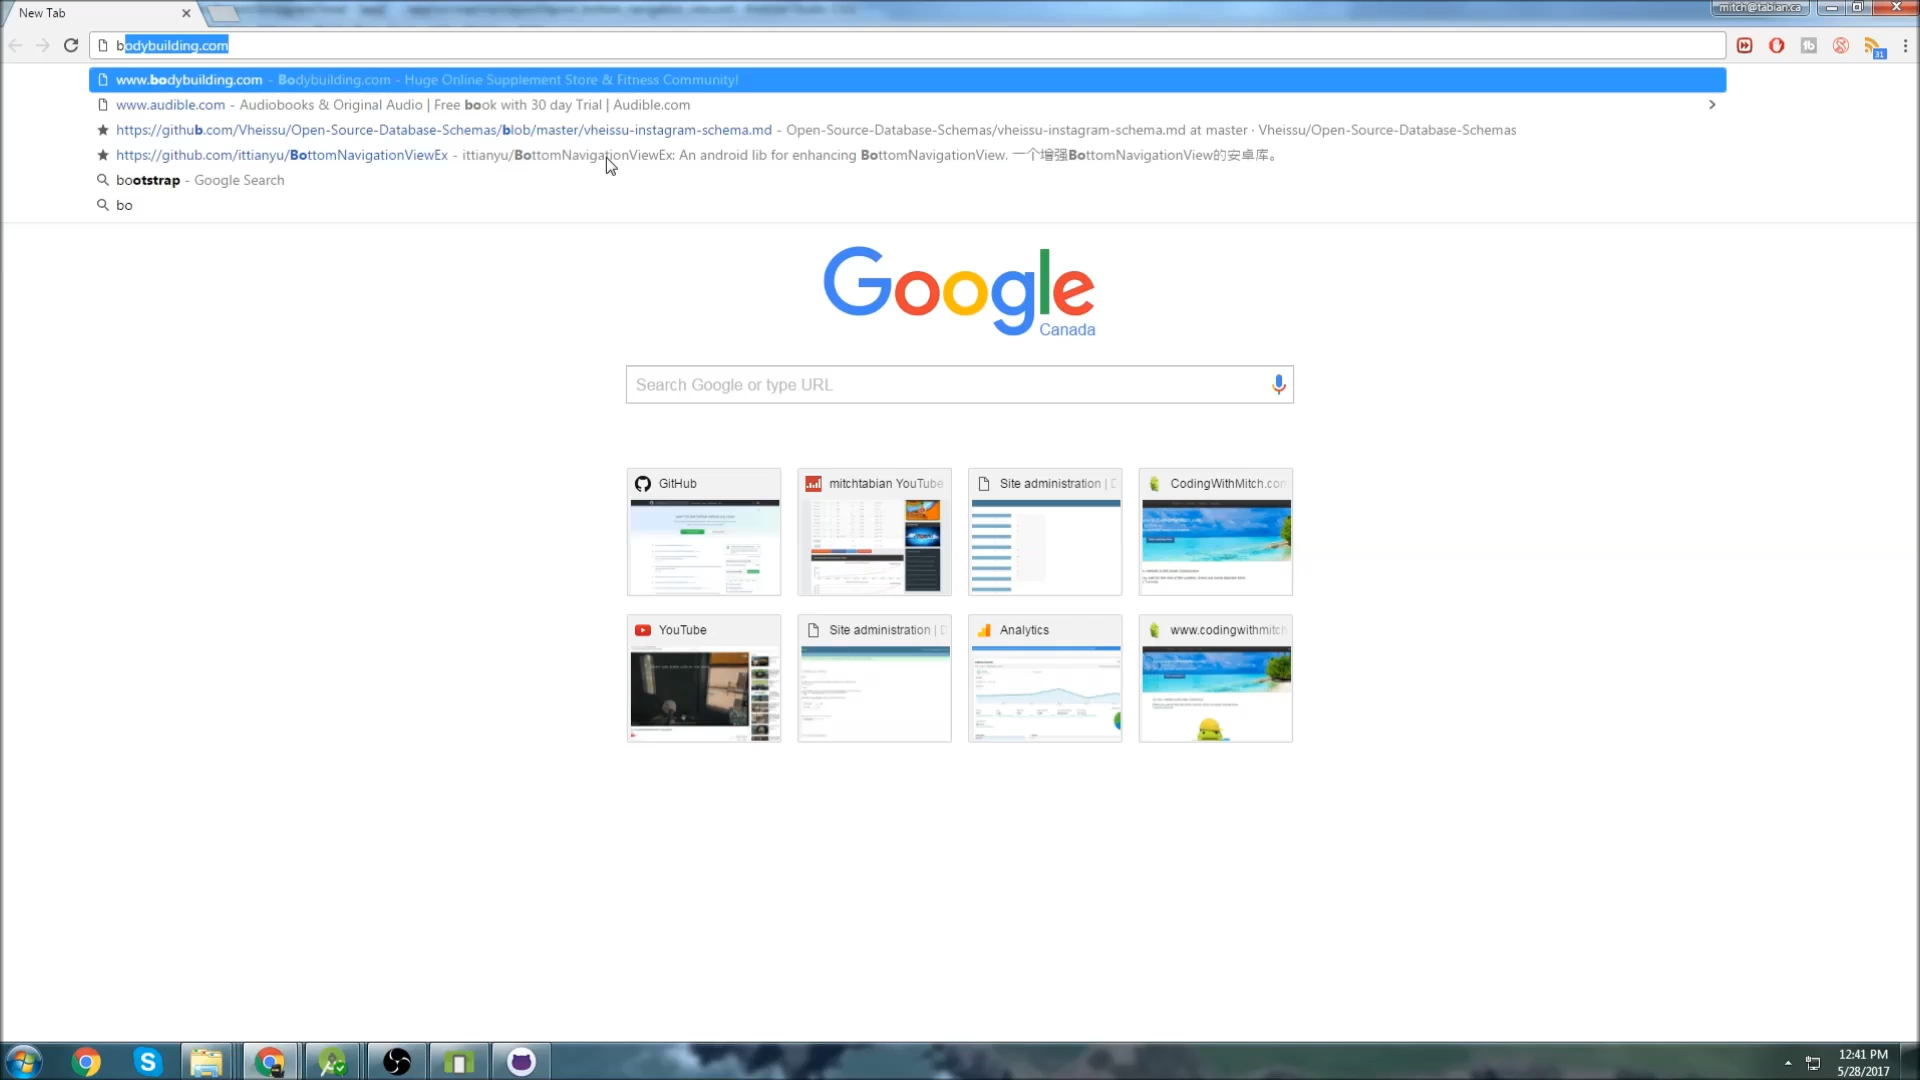 New Tab
mitch@tabian.ca
bodybuilding.com
www.bodybuilding.com - Bodybuilding.com - Huge Online Supplement Store & Fitness Community!
www.audible.com - Audiobooks & Original Audio | Free book with 30 day Trial | Audible.com
https://github.com/Vheissu/Open-Source-Database-Schemas/blob/master/vheissu-instagram-schema.md - Open-Source-Database-Schemas/vheissu-instagram-schema.md at master · Vheissu/Open-Source-Database-Schemas
https://github.com/ittianyu/BottomNavigationViewEx - ittianyu/BottomNavigationViewEx: An android lib for enhancing BottomNavigationView. 一个增强BottomNavigationView的安卓库。
bootstrap - Google Search
bo
Google
Canada
Search Google or type URL
GitHub
mitchtabian YouTube
Site administration |
CodingWithMitch.com
YouTube
Site administration |
Analytics
www.codingwithmitch
31
12:41 PM
5/28/2017